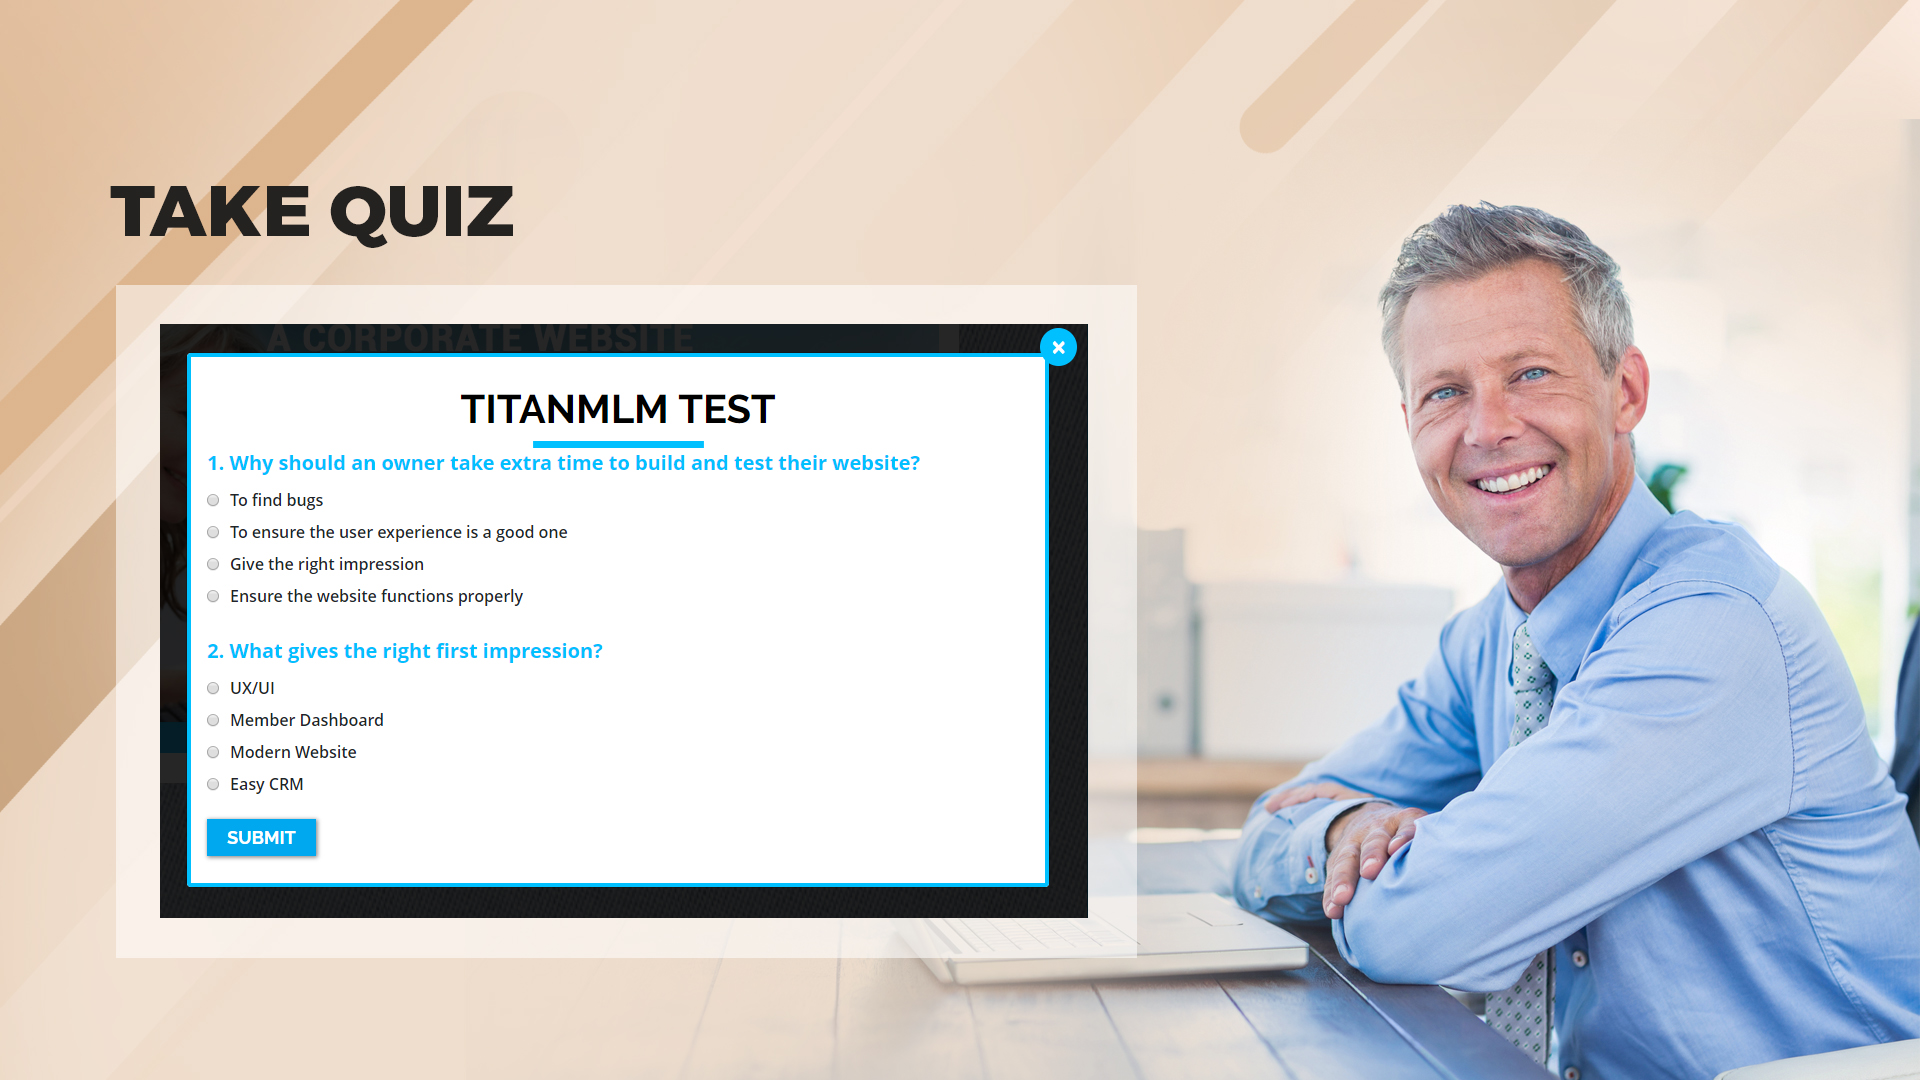 TAKE QUIZ
A CORPORATE WEBSITE
TITANMLM TEST
1. Why should an owner take extra time to build and test their website?
To find bugs
To ensure the user experience is a good one
Give the right impression
Ensure the website functions properly
2. What gives the right first impression?
UX/UI
Member Dashboard
Modern Website
Easy CRM
SUBMIT